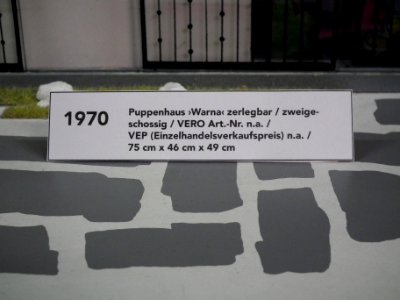 1970
Puppenhaus ›Warna‹ zerlegbar / zweige-
schossig / VERO Art.-Nr. n.a. /
VEP (Einzelhandelsverkaufspreis) n.a. /
75 cm x 46 cm x 49 cm